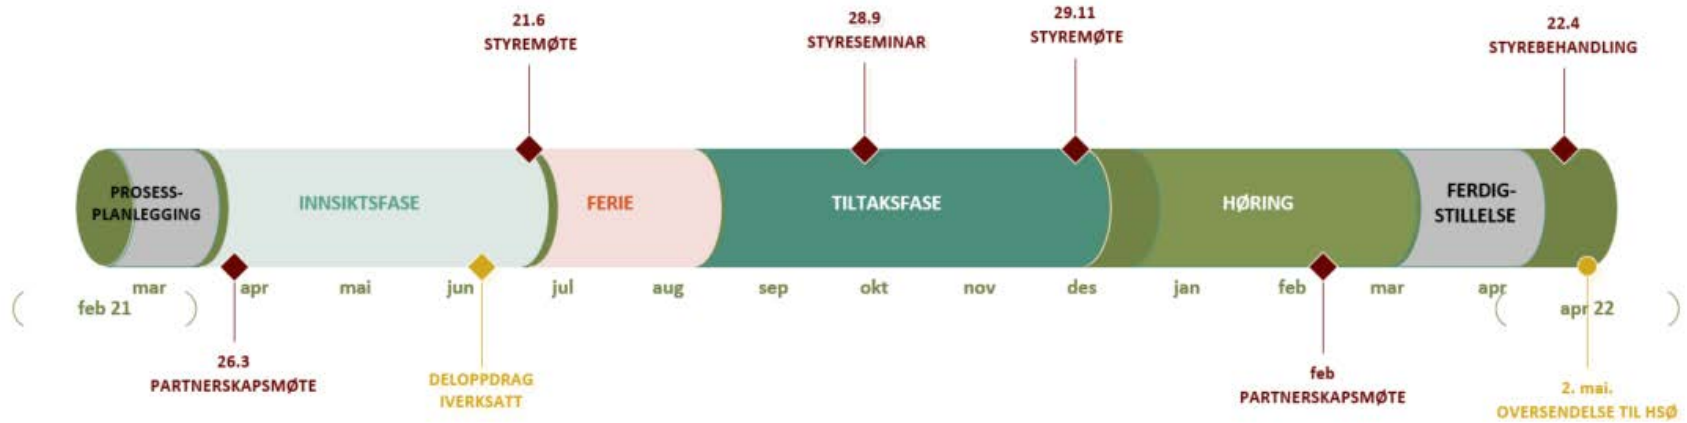 21.6
STYREMØTE
28.9
STYRESEMINAR
29.11
STYREMØTE
22.4
STYREBEHANDLING
PROSESS-
PLANLEGGING
INNSIKTSFASE
FERIE
TILTAKSFASE
HØRING
FERDIG-
STILLELSE
mar apr mai jun jul aug sep okt nov des jan feb mar apr
( feb 21 ) ( apr 22 )
26.3
PARTNERSKAPSMØTE
DELOPPDRAG
IVERKSATT
feb
PARTNERSKAPSMØTE
2. mai.
OVERSENDELSE TIL HSØ